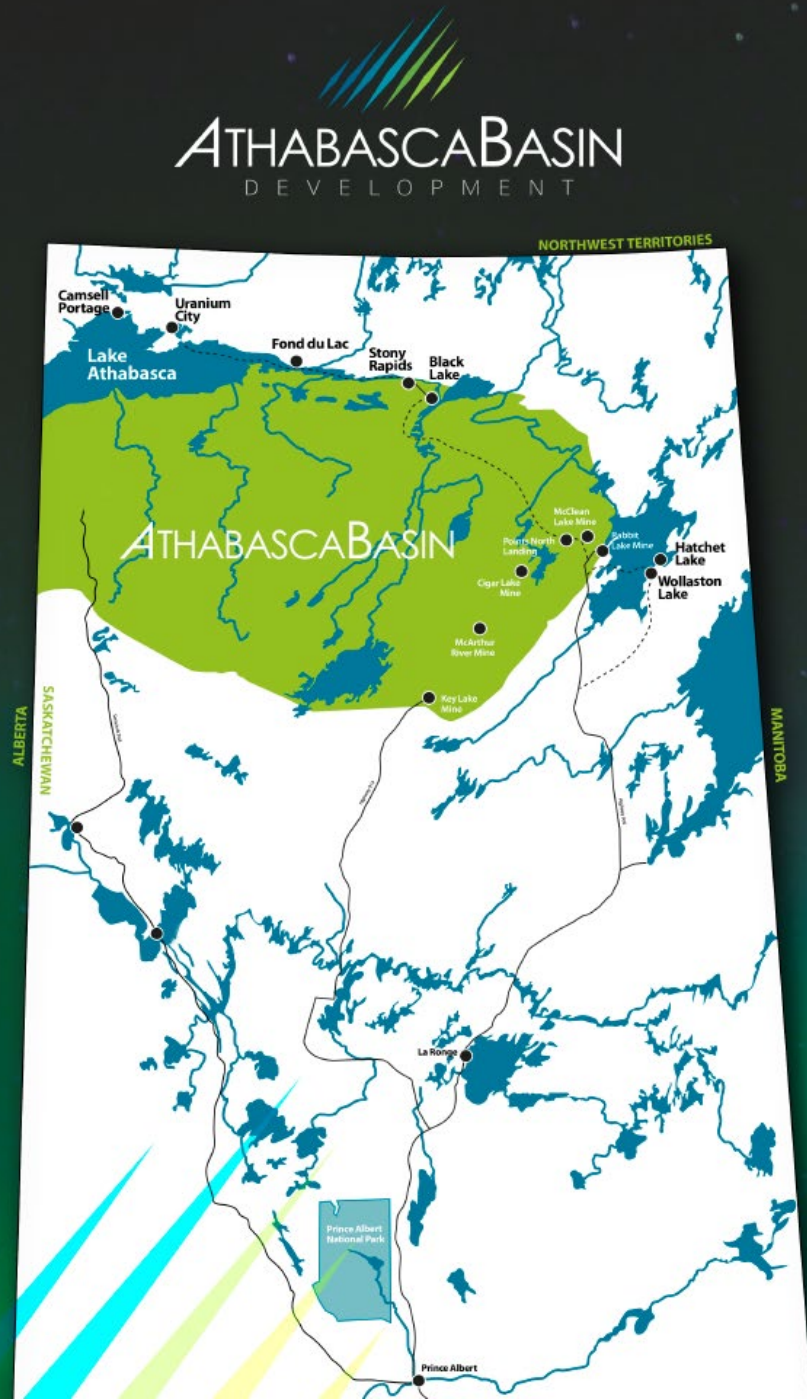 ATHABASCABASIN
DEVELOPMENT
NORTHWEST TERRITORIES
Camsell
Portage
Uranium
City
Fond du Lac
Stony
Rapids
Black
Lake
Lake
Athabasca
ATHABASCABASIN
McClean
Lake Mine
Points North
Landing
Rabbit
Lake Mine
Hatchet
Lake
Cigar Lake
Mine
Wollaston
Lake
McArthur
River Mine
Key Lake
Mine
ALBERTA
SASKATCHEWAN
MANITOBA
La Ronge
Prince Albert
National Park
Prince Albert